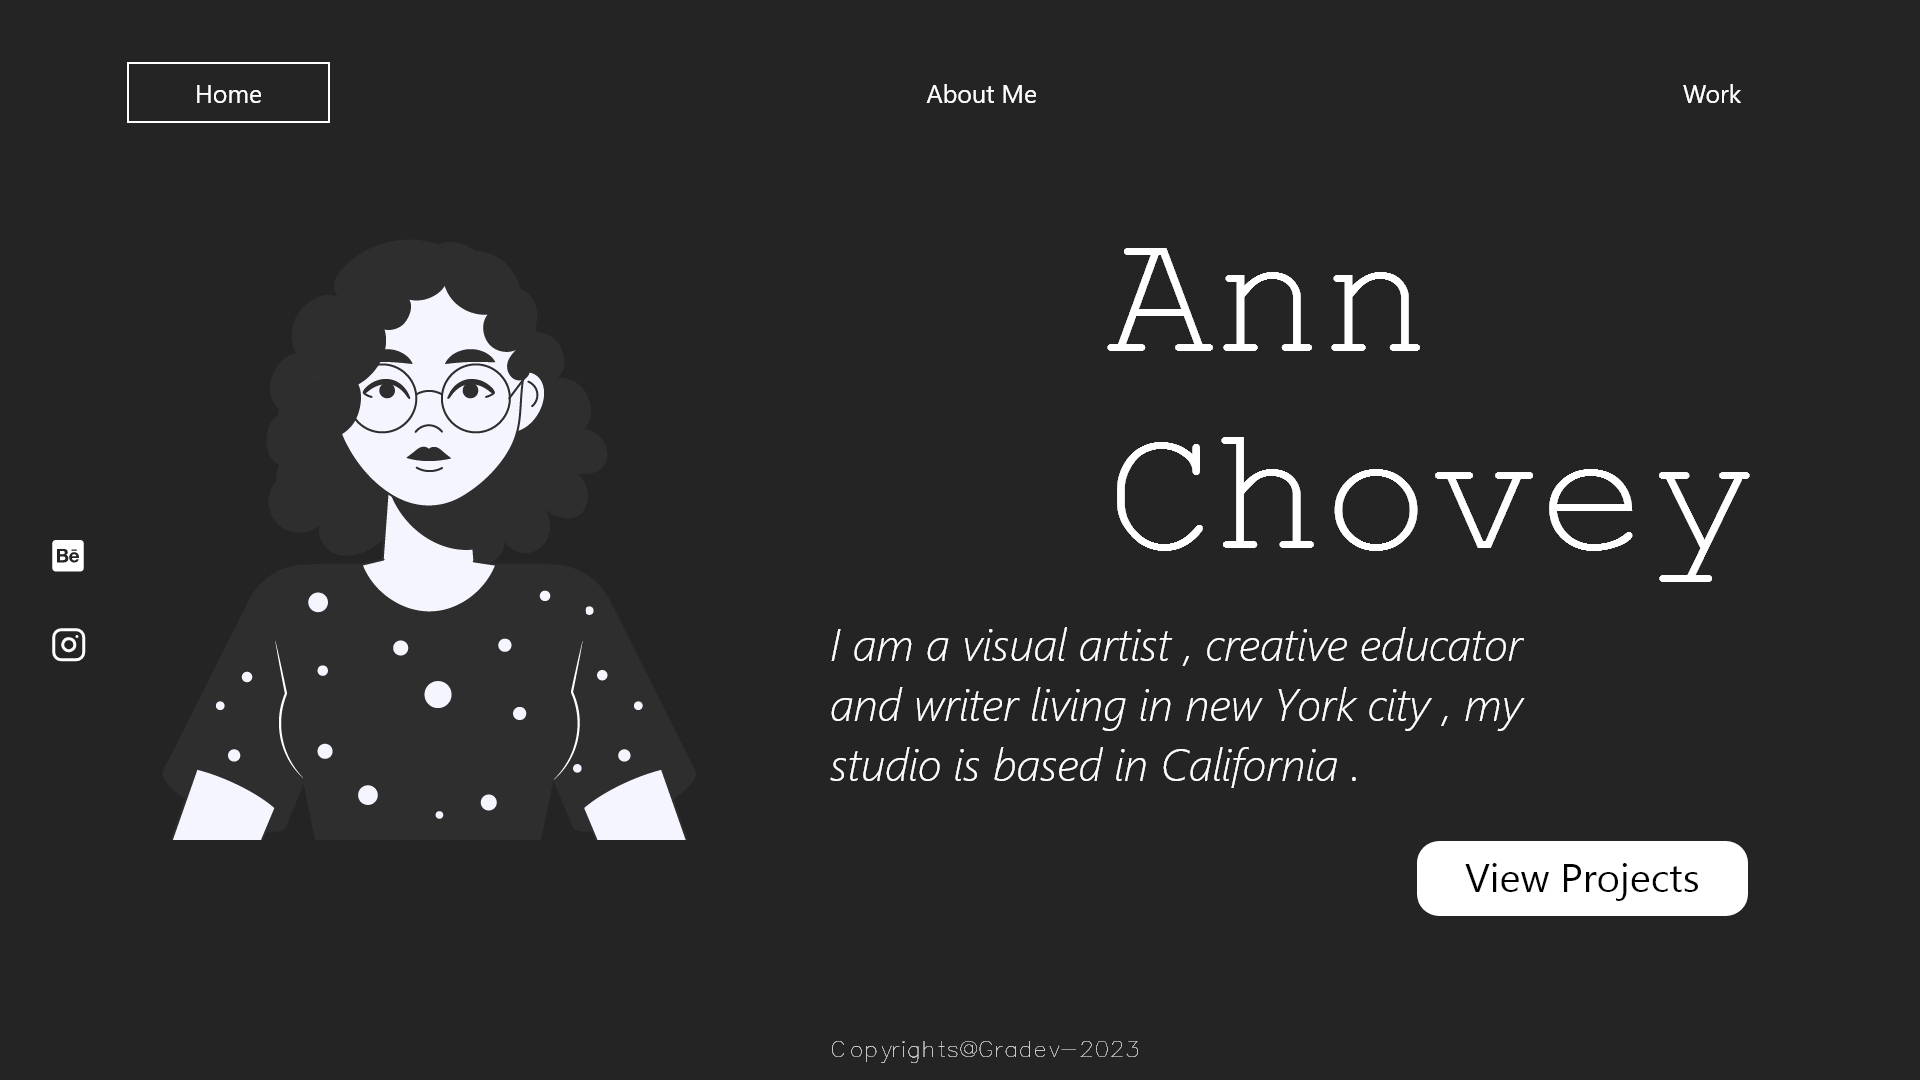 Home
About Me
Work
Ann
Chovey
Bē
I am a visual artist , creative educator
and writer living in new York city , my
studio is based in California .
View Projects
Copyrights@Gradev-2023